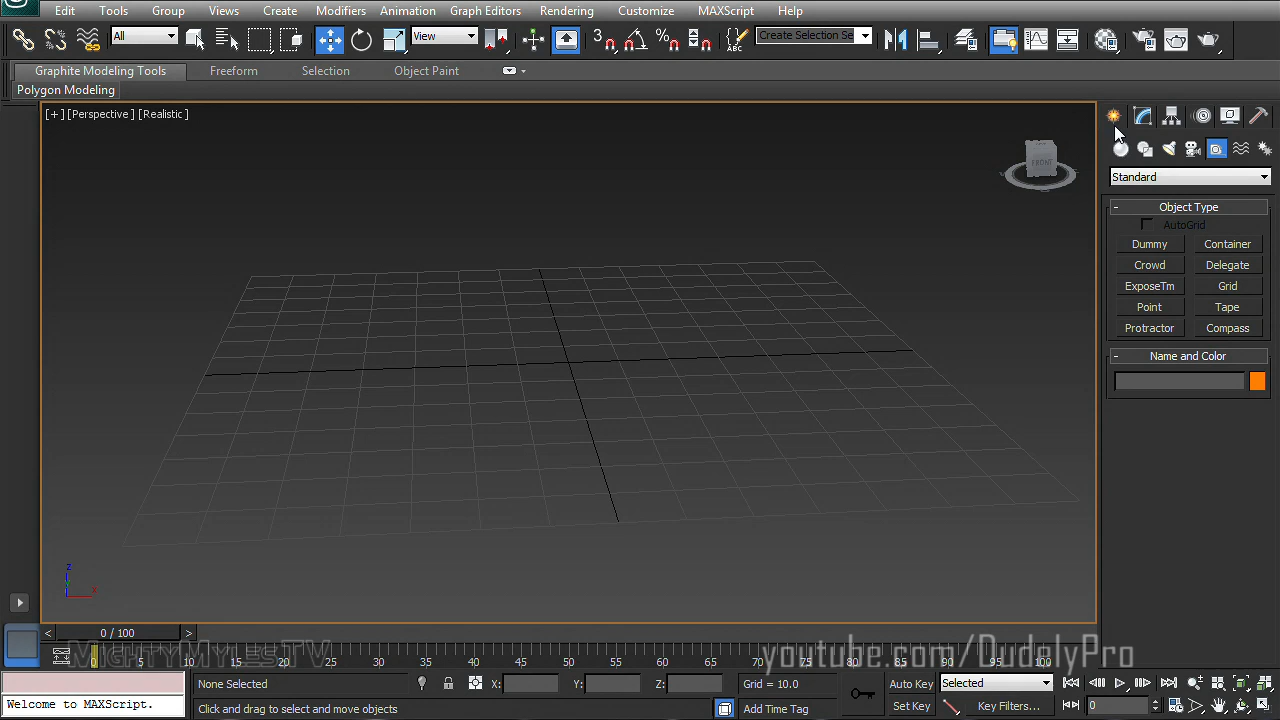 Edit Tools Group Views Create Modifiers Animation Graph Editors Rendering Customize MAXScript Help
All View 3 Create Selection Se
Graphite Modeling Tools Freeform Selection Object Paint
Polygon Modeling
[+] [Perspective ] [Realistic ]
FRONT
Standard
- Object Type
AutoGrid
Dummy Container
Crowd Delegate
ExposeTm Grid
Point Tape
Protractor Compass
- Name and Color
z
x
< 0 / 100 >
0 5 10 15 20 25 30 35 40 45 50 55 60 65 70 75 80 85 90 95 100
MightyMylesTV youtube.com/DudelyPro
None Selected X: Y: Z: Grid = 10.0 Auto Key Selected
Welcome to MAXScript. Click and drag to select and move objects Add Time Tag Set Key Key Filters... 0